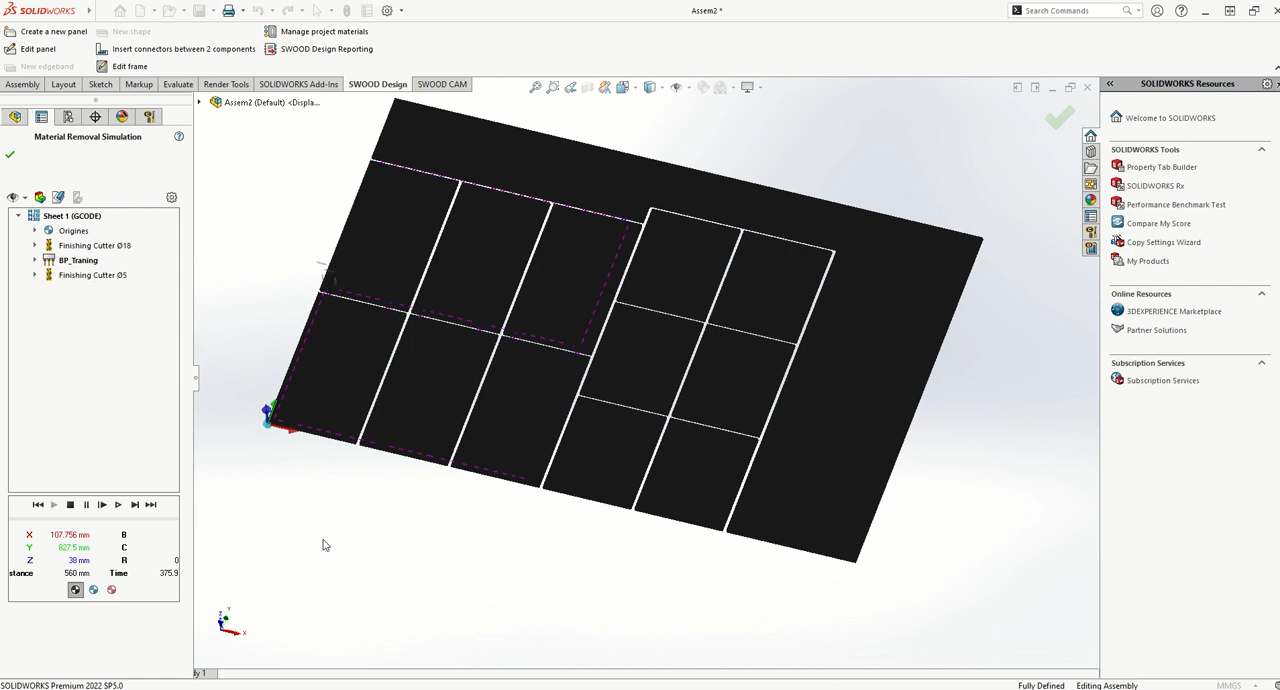 SOLIDWORKS
Assem2 *
Search Commands
Create a new panel
New shape
Manage project materials
Edit panel
Insert connectors between 2 components
SWOOD Design Reporting
New edgeband
Edit frame
Assembly
Layout
Sketch
Markup
Evaluate
Render Tools
SOLIDWORKS Add-Ins
SWOOD Design
SWOOD CAM
Assem2 (Default) <Displa...
Material Removal Simulation
Sheet 1 (GCODE)
Origines
Finishing Cutter Ø18
BP_Traning
Finishing Cutter Ø5
X 107.756 mm B
Y 827.5 mm C
Z 38 mm R 0
stance 560 mm Time 375.9
Z
Y
X
dy 1
SOLIDWORKS Resources
Welcome to SOLIDWORKS
SOLIDWORKS Tools
Property Tab Builder
SOLIDWORKS Rx
Performance Benchmark Test
Compare My Score
Copy Settings Wizard
My Products
Online Resources
3DEXPERIENCE Marketplace
Partner Solutions
Subscription Services
Subscription Services
SOLIDWORKS Premium 2022 SP5.0
Fully Defined
Editing Assembly
MMGS